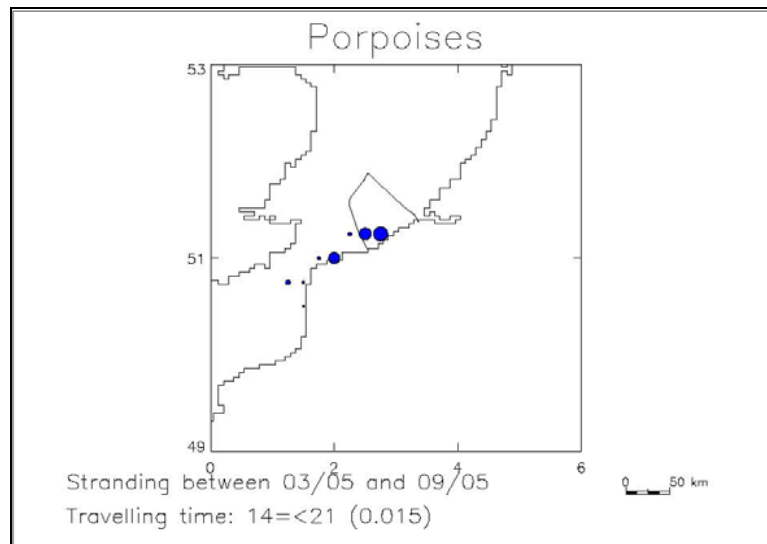 Porpoises
53
51
49
0 2 4 6
0 50 km
Stranding between 03/05 and 09/05
Travelling time: 14=<21 (0.015)